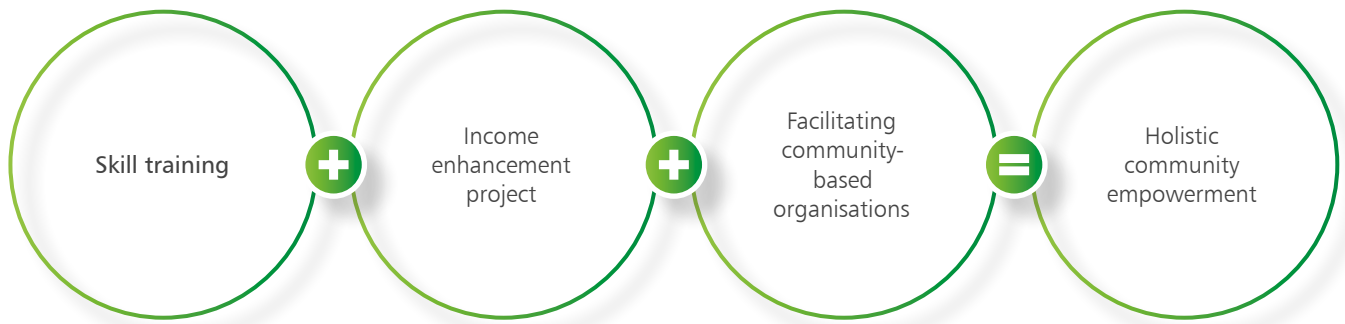 Skill training
+
Income
enhancement
project
+
Facilitating
community-
based
organisations
=
Holistic
community
empowerment